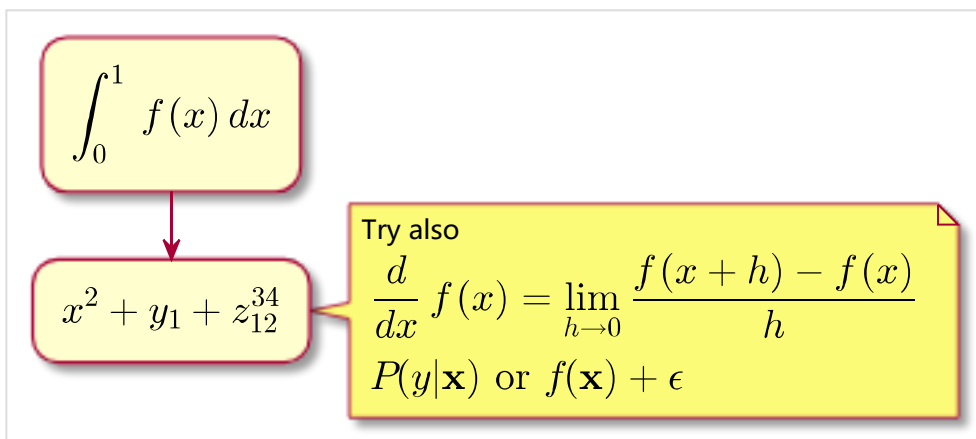 ∫₀¹ f(x) dx
x² + y₁ + z₁₂³⁴
Try also
d/dx f(x) = lim_{h→0} (f(x + h) − f(x))/h
P(y|𝐱) or f(𝐱) + ϵ